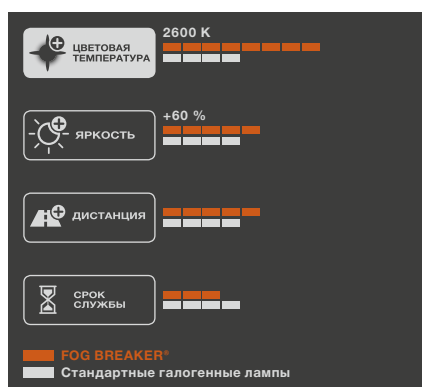 2600 K
ЦВЕТОВАЯ
ТЕМПЕРАТУРА
+60 %
ЯРКОСТЬ
ДИСТАНЦИЯ
СРОК
СЛУЖБЫ
FOG BREAKER®
Стандартные галогенные лампы